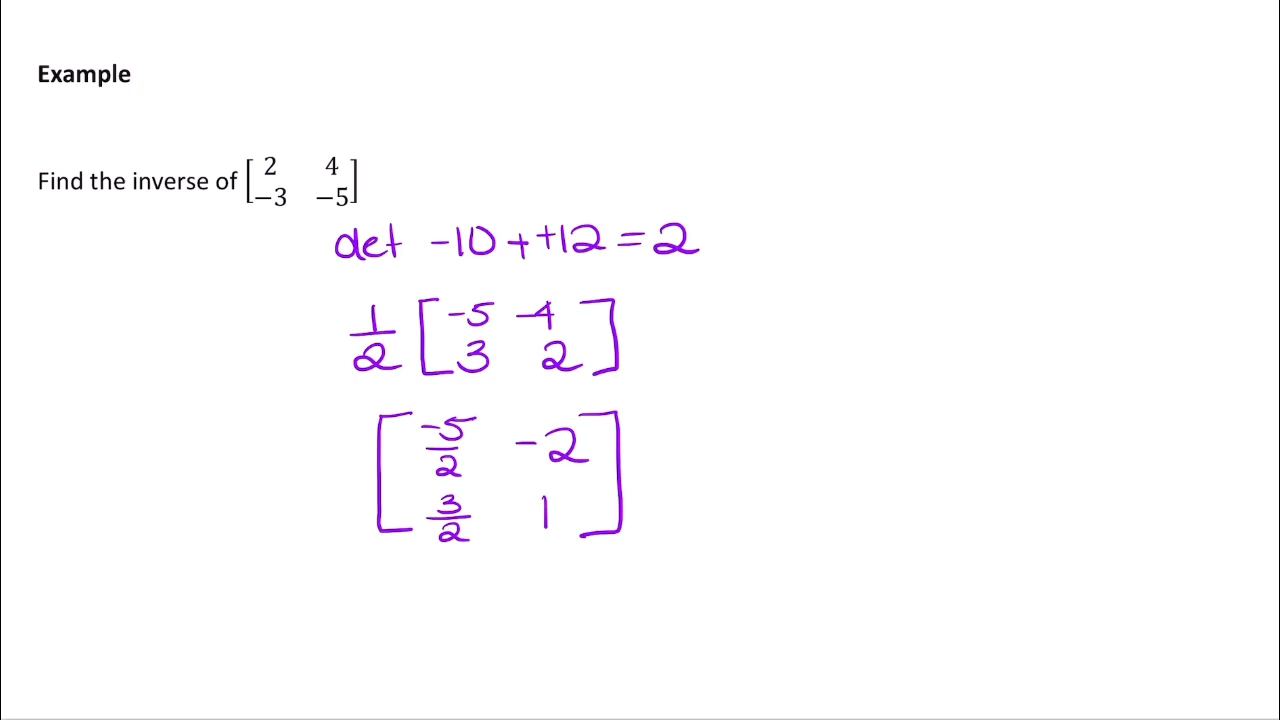 Example
Find the inverse of [2 4
−3 −5]
det -10 + +12 = 2
1/2 [-5 -4
3 2]
[-5/2 -2
3/2 1]